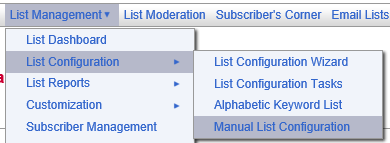 List Management▾ List Moderation Subscriber's Corner Email Lists
List Dashboard
List Configuration ▸
List Reports ▸
Customization ▸
Subscriber Management
List Configuration Wizard
List Configuration Tasks
Alphabetic Keyword List
Manual List Configuration